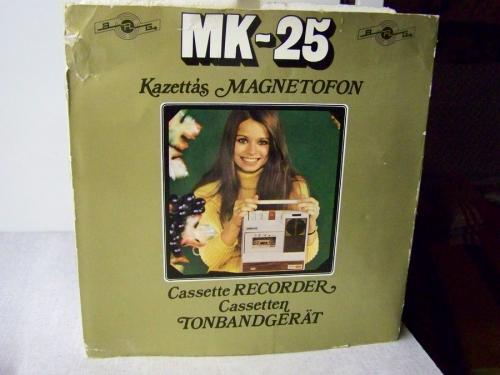 MK-25
Kazettás MAGNETOFON
Cassette RECORDER
Cassetten
TONBANDGERÄT